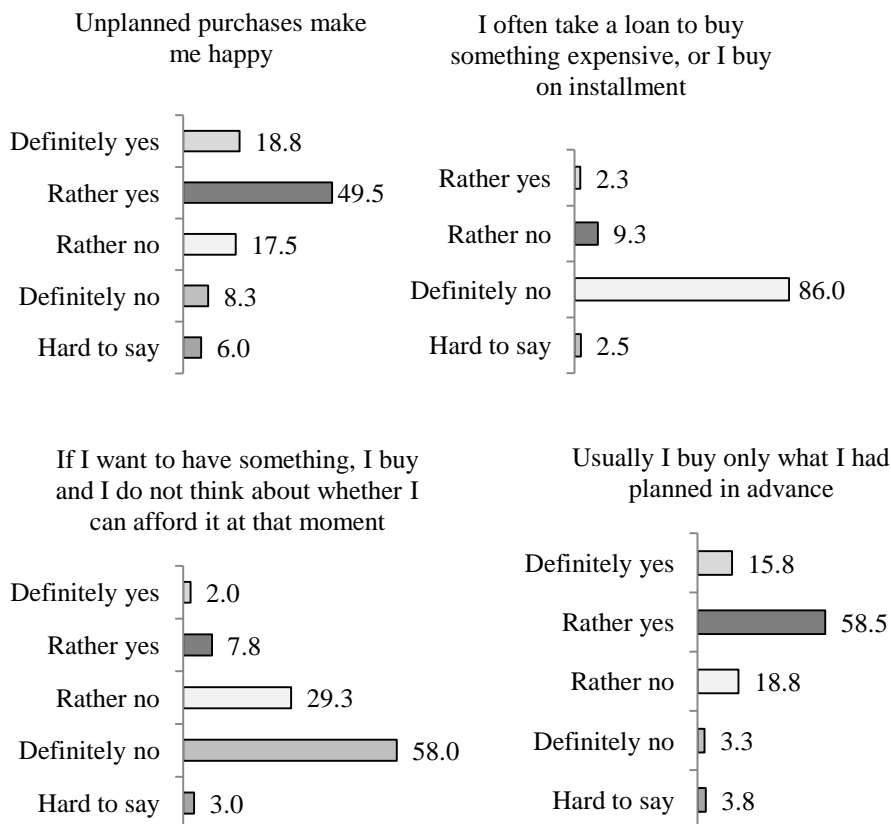 Unplanned purchases make
me happy
Definitely yes 18.8
Rather yes 49.5
Rather no 17.5
Definitely no 8.3
Hard to say 6.0
I often take a loan to buy
something expensive, or I buy
on installment
Rather yes 2.3
Rather no 9.3
Definitely no 86.0
Hard to say 2.5
If I want to have something, I buy
and I do not think about whether I
can afford it at that moment
Definitely yes 2.0
Rather yes 7.8
Rather no 29.3
Definitely no 58.0
Hard to say 3.0
Usually I buy only what I had
planned in advance
Definitely yes 15.8
Rather yes 58.5
Rather no 18.8
Definitely no 3.3
Hard to say 3.8